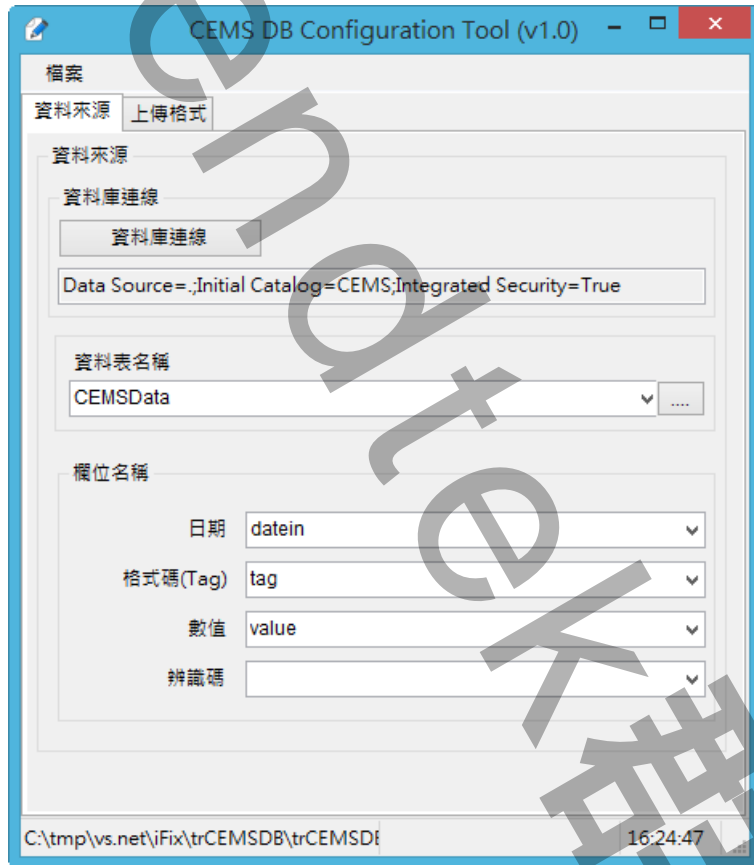 CEMS DB Configuration Tool (v1.0)
檔案
資料來源 上傳格式
資料來源
資料庫連線
資料庫連線
Data Source=.;Initial Catalog=CEMS;Integrated Security=True
資料表名稱
CEMSData ....
欄位名稱
日期 datein
格式碼(Tag) tag
數值 value
辨識碼
C:\tmp\vs.net\iFix\trCEMSDB\trCEMSDE 16:24:47
endtek